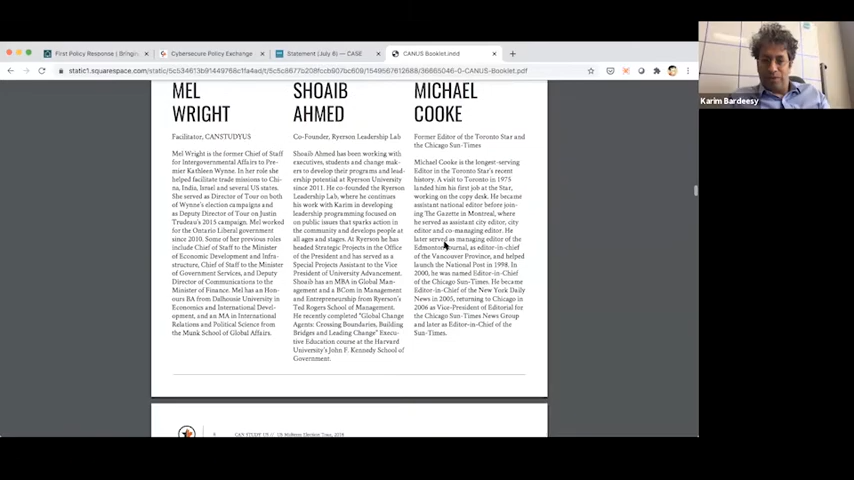 First Policy Response | Bringin
Cybersecure Policy Exchange
Statement (July 6) — CASE
CANUS Booklet.indd
static1.squarespace.com/static/5cb34613b91449768c1fa4ad/t/5c5c8677b208fccb907bc609/1549567612688/36665046-0-CANUS-Booklet.pdf
Karim Bardeesy
MEL
WRIGHT
Facilitator, CANSTUDYUS
Mel Wright is the former Chief of Staff
for Intergovernmental Affairs to Pre-
mier Kathleen Wynne. In her role she
helped facilitate trade missions to Chi-
na, India, Israel and several US states.
She served as Director of Tour on both
of Wynne's election campaigns and
as Deputy Director of Tour on Justin
Trudeau's 2015 campaign. Mel worked
for the Ontario Liberal government
since 2010. Some of her previous roles
include Chief of Staff to the Minister
of Economic Development and Infra-
structure, Chief of Staff to the Minister
of Government Services, and Deputy
Director of Communications to the
Minister of Finance. Mel has an Hon-
ours BA from Dalhousie University in
Economics and International Devel-
opment, and an MA in International
Relations and Political Science from
the Munk School of Global Affairs.
SHOAIB
AHMED
Co-Founder, Ryerson Leadership Lab
Shoaib Ahmed has been working with
executives, students and change mak-
ers to develop their programs and lead-
ership potential at Ryerson University
since 2011. He co-founded the Ryerson
Leadership Lab, where he continues
his work with Karim in developing
leadership programming focused on
on public issues that sparks action in
the community and develops people at
all ages and stages. At Ryerson he has
headed Strategic Projects in the Office
of the President and has served as a
Special Projects Assistant to the Vice
President of University Advancement.
Shoaib has an MBA in Global Man-
agement and a BCom in Management
and Entrepreneurship from Ryerson's
Ted Rogers School of Management.
He recently completed "Global Change
Agents: Crossing Boundaries, Building
Bridges and Leading Change" Execu-
tive Education course at the Harvard
University's John F. Kennedy School of
Government.
MICHAEL
COOKE
Former Editor of the Toronto Star and
the Chicago Sun-Times
Michael Cooke is the longest-serving
Editor in the Toronto Star's recent
history. A visit to Toronto in 1975
landed him his first job at the Star,
working on the copy desk. He became
assistant national editor before join-
ing The Gazette in Montreal, where
he served as assistant city editor, city
editor and co-managing editor. He
later served as managing editor of the
Edmonton Journal, as editor-in-chief
of the Vancouver Province, and helped
launch the National Post in 1998. In
2000, he was named Editor-in-Chief
of the Chicago Sun-Times. He became
Editor-in-Chief of the New York Daily
News in 2005, returning to Chicago in
2006 as Vice-President of Editorial for
the Chicago Sun-Times News Group
and later as Editor-in-Chief of the
Sun-Times.
CAN STUDY US // US Midterm Election Tour, 2018